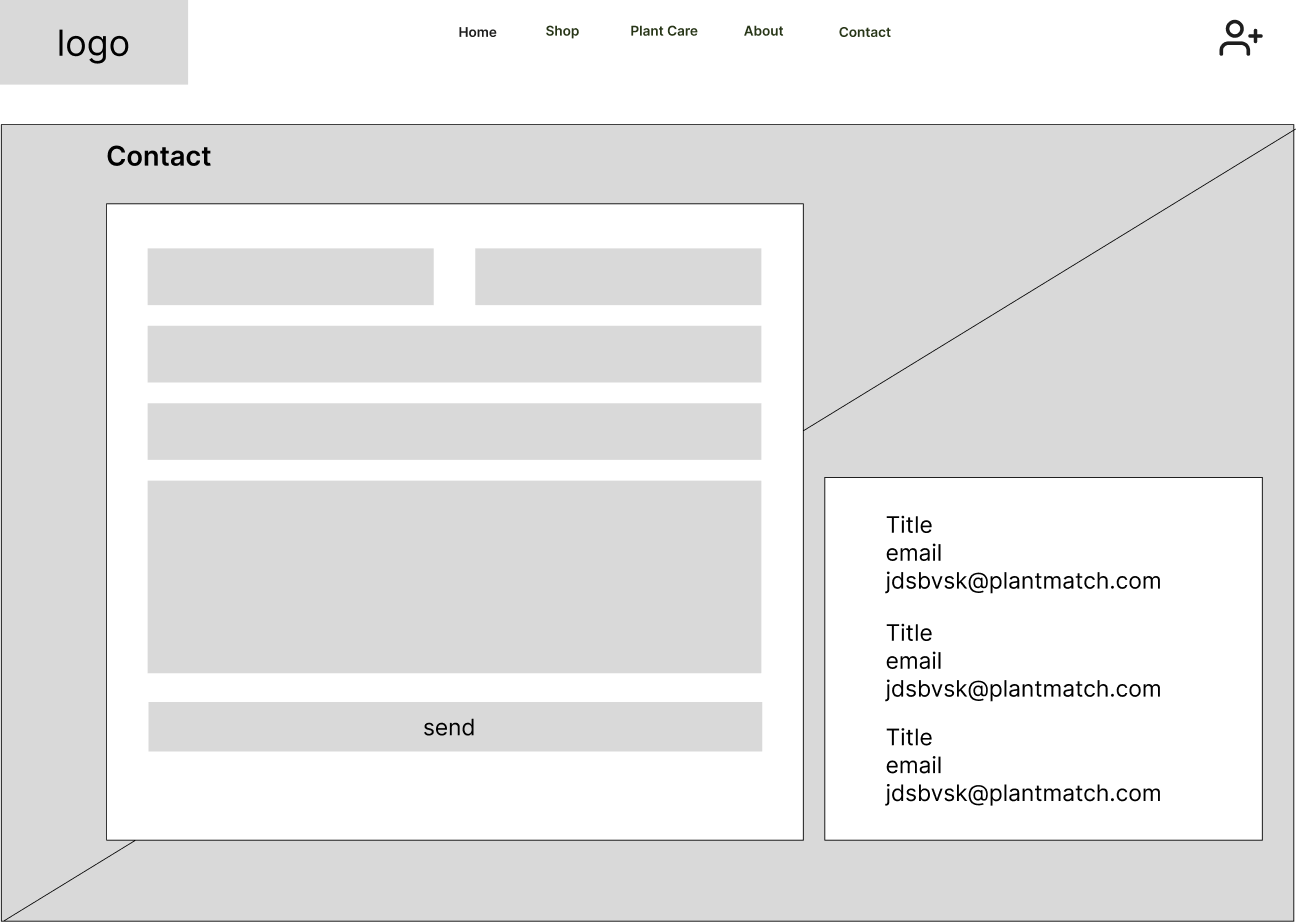 logo
Home Shop Plant Care About Contact
Contact
send
Title
email
jdsbvsk@plantmatch.com
Title
email
jdsbvsk@plantmatch.com
Title
email
jdsbvsk@plantmatch.com